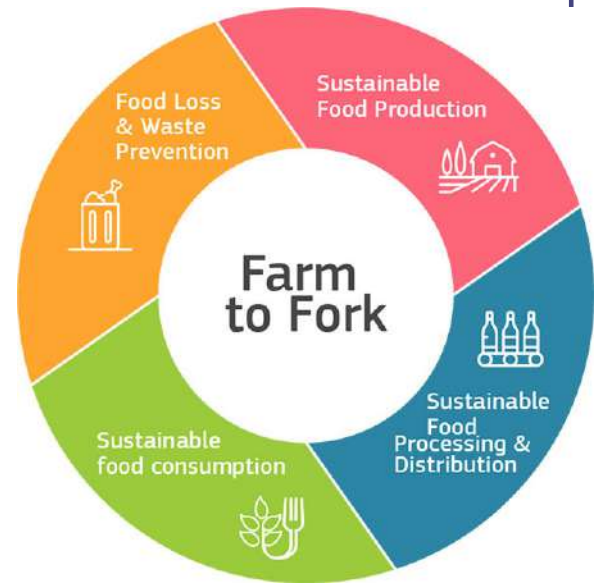 Food Loss
& Waste
Prevention
Sustainable
Food Production
Farm
to Fork
Sustainable
Food
Processing &
Distribution
Sustainable
food consumption